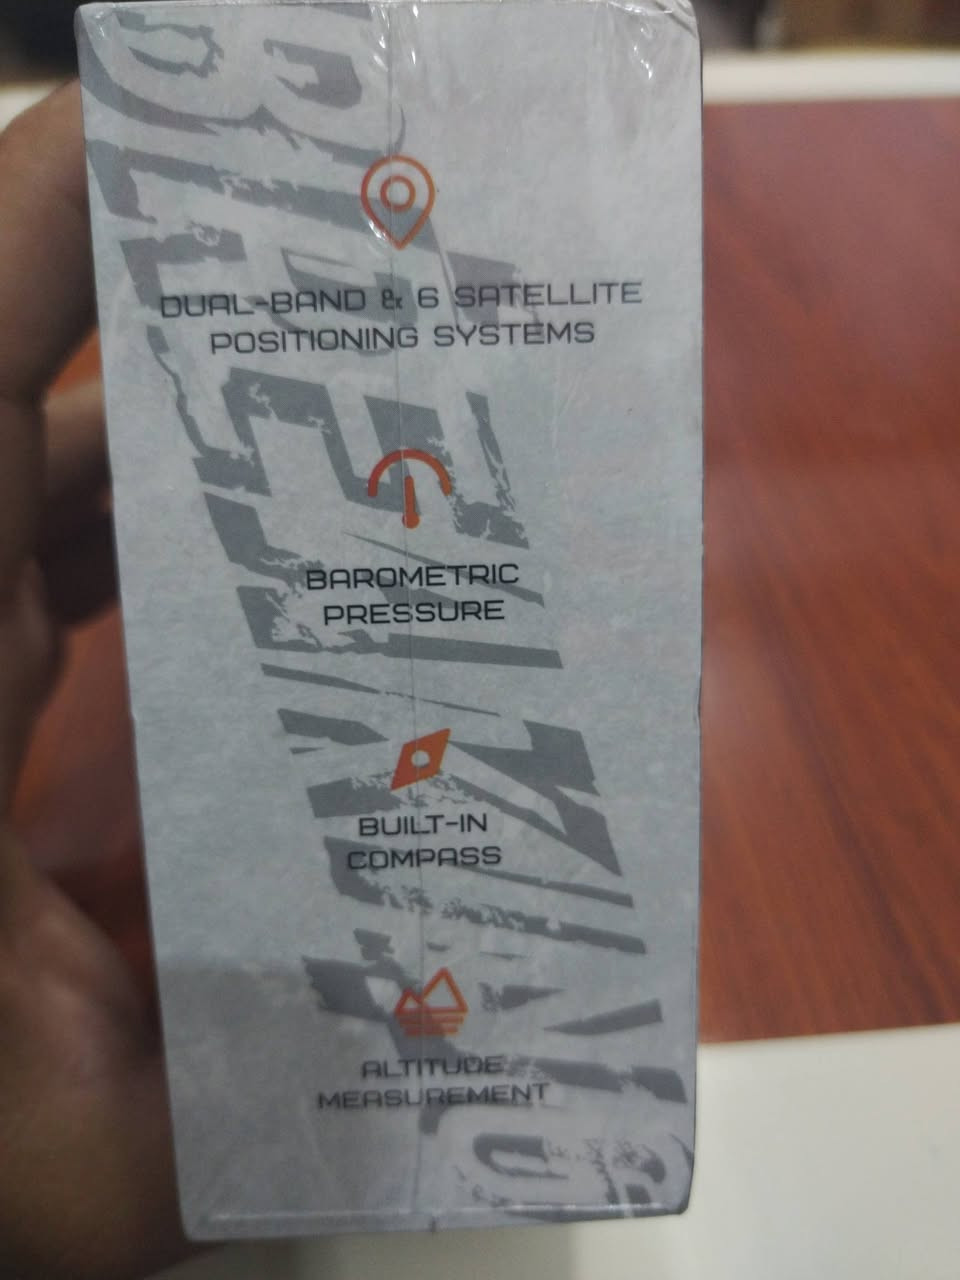 DUAL-BAND & 6 SATELLITE
POSITIONING SYSTEMS
BAROMETRIC
PRESSURE
BUILT-IN
COMPASS
ALTITUDE
MEASUREMENT